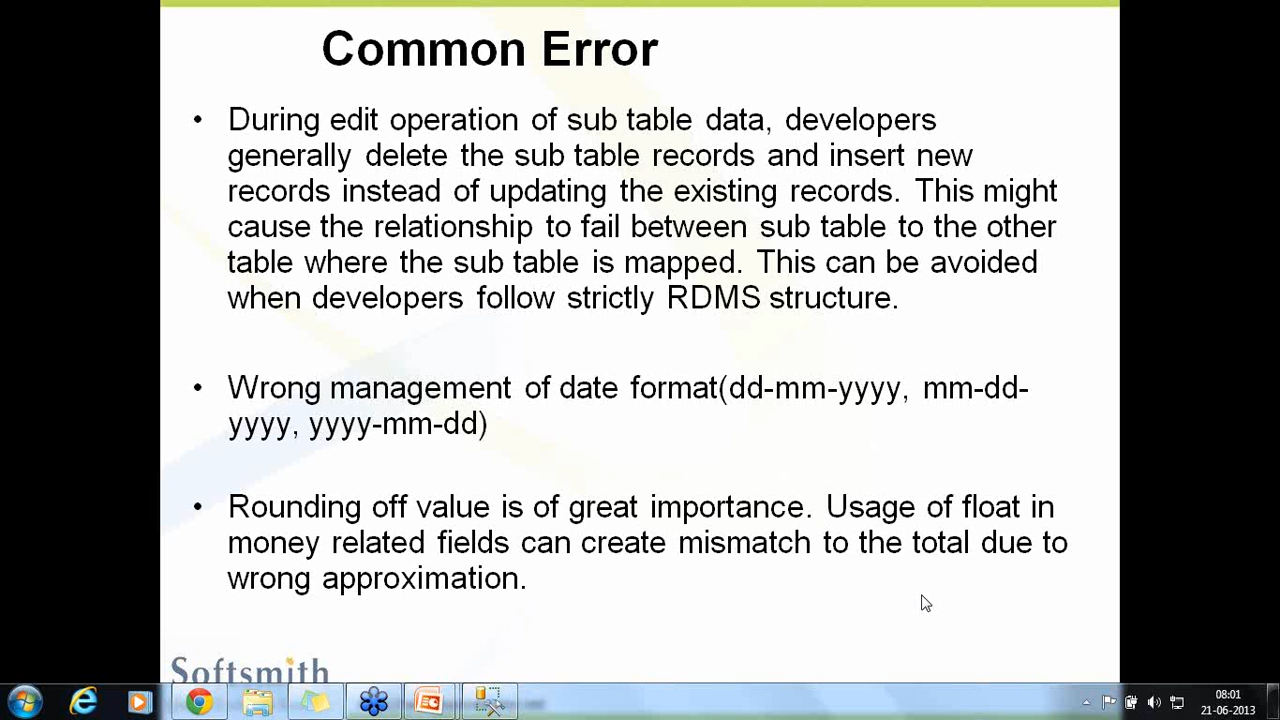 Common Error
• During edit operation of sub table data, developers
generally delete the sub table records and insert new
records instead of updating the existing records. This might
cause the relationship to fail between sub table to the other
table where the sub table is mapped. This can be avoided
when developers follow strictly RDMS structure.
• Wrong management of date format(dd-mm-yyyy, mm-dd-
yyyy, yyyy-mm-dd)
• Rounding off value is of great importance. Usage of float in
money related fields can create mismatch to the total due to
wrong approximation.
Softsmith
08:01
21-06-2013